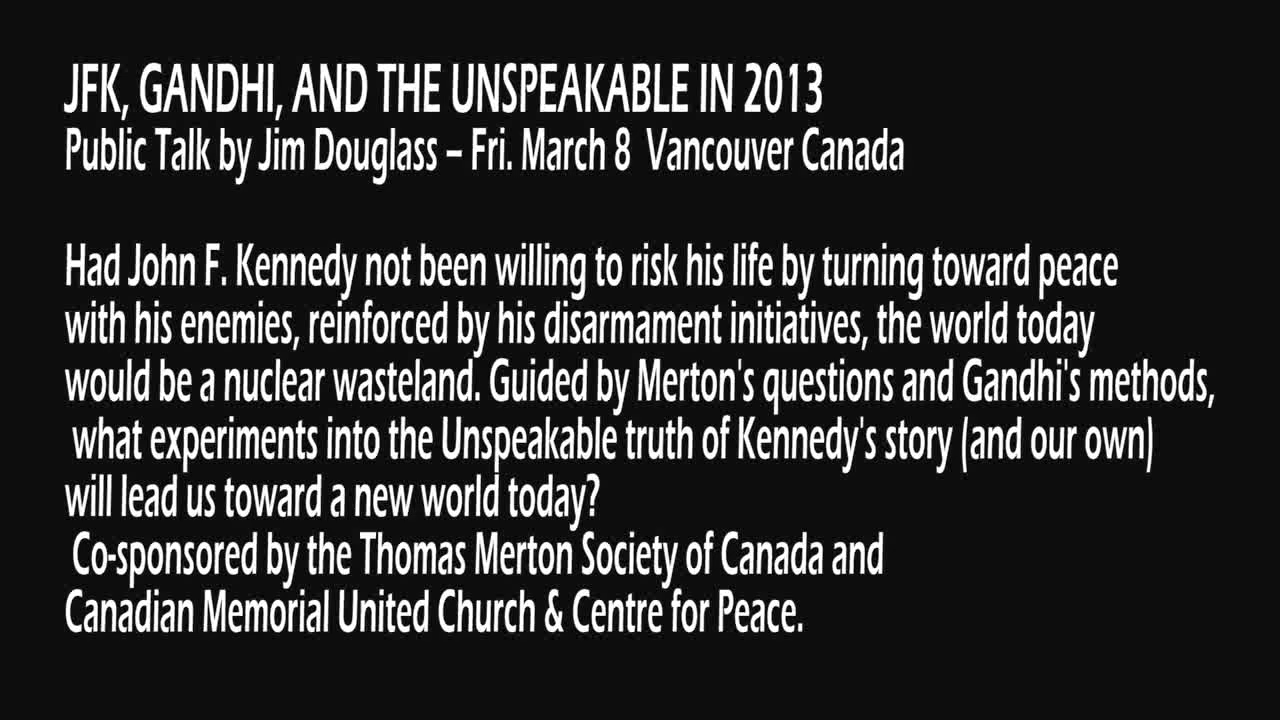 JFK, GANDHI, AND THE UNSPEAKABLE IN 2013
Public Talk by Jim Douglass – Fri. March 8 Vancouver Canada
Had John F. Kennedy not been willing to risk his life by turning toward peace
with his enemies, reinforced by his disarmament initiatives, the world today
would be a nuclear wasteland. Guided by Merton's questions and Gandhi's methods,
what experiments into the Unspeakable truth of Kennedy's story (and our own)
will lead us toward a new world today?
Co-sponsored by the Thomas Merton Society of Canada and
Canadian Memorial United Church & Centre for Peace.